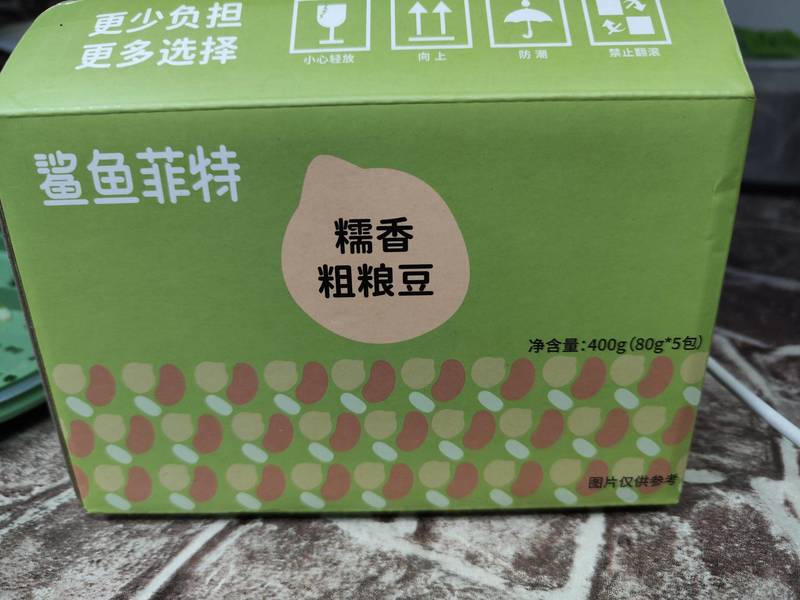 更少负担
更多选择
小心轻放
向上
防潮
禁止翻滚
鲨鱼菲特
糯香
粗粮豆
净含量:400g(80g*5包)
图片仅供参考